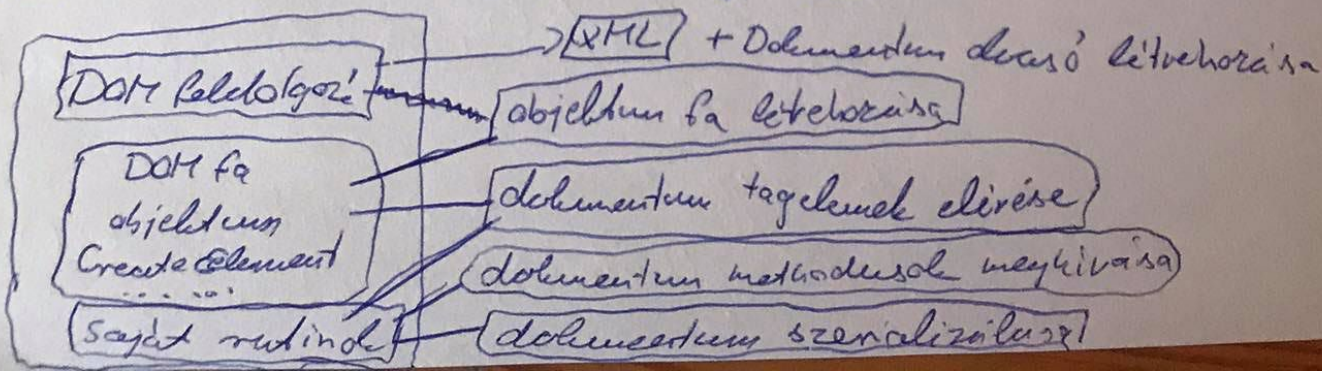 XML + Dokumentum olvasó létrehozása
DOM feldolgozó
objektum fa létrehozása
DOM fa
objektum
CreateElement
......
dokumentum tagelemek elérése
dokumentum methodusok meghívása
saját rutinok
dokumentum szerializálása